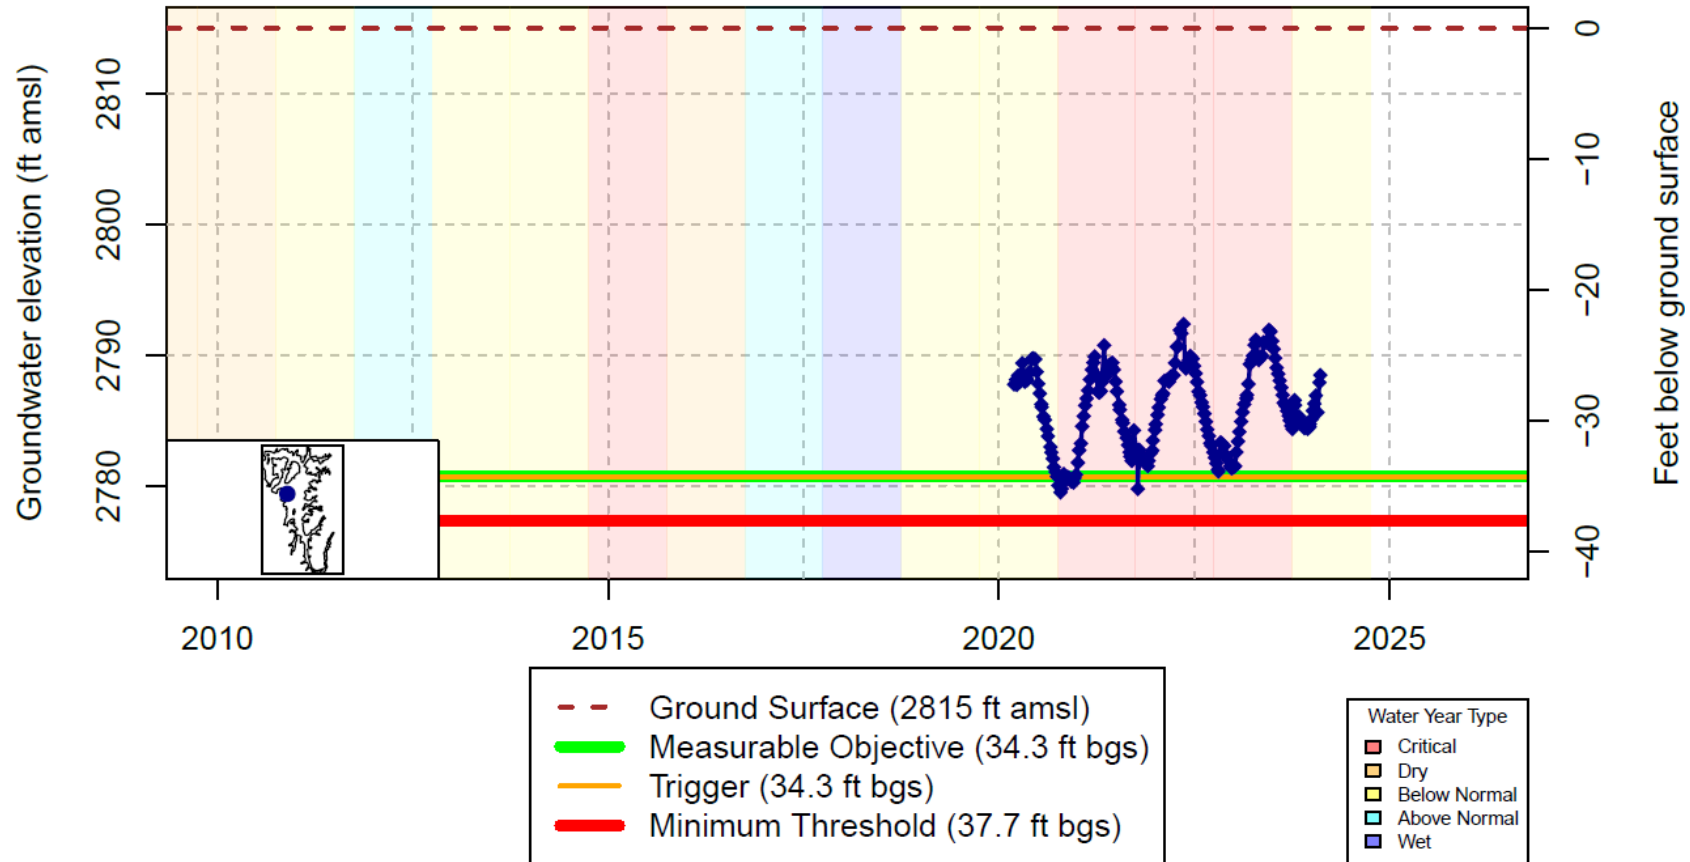 Groundwater elevation (ft amsl)
2810
2800
2790
2780
0
−10
−20
−30
−40
Feet below ground surface
2010
2015
2020
2025
Ground Surface (2815 ft amsl)
Measurable Objective (34.3 ft bgs)
Trigger (34.3 ft bgs)
Minimum Threshold (37.7 ft bgs)
Water Year Type
Critical
Dry
Below Normal
Above Normal
Wet